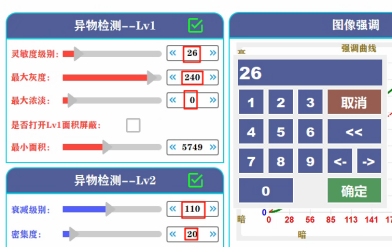 异物检测--Lv1
灵敏度级别: « 26 »
最大灰度: « 240 »
最大浓淡: « 0 »
是否打开Lv1面积屏蔽:
最小面积: « 5749 »
异物检测--Lv2
衰减级别: « 110 »
密集度: « 20 »
图像强调
强调曲线
26
1 2 3 取消
4 5 6 <<
7 8 9 <- ->
0 确定
暗 0 28 56 85 113 141
暗